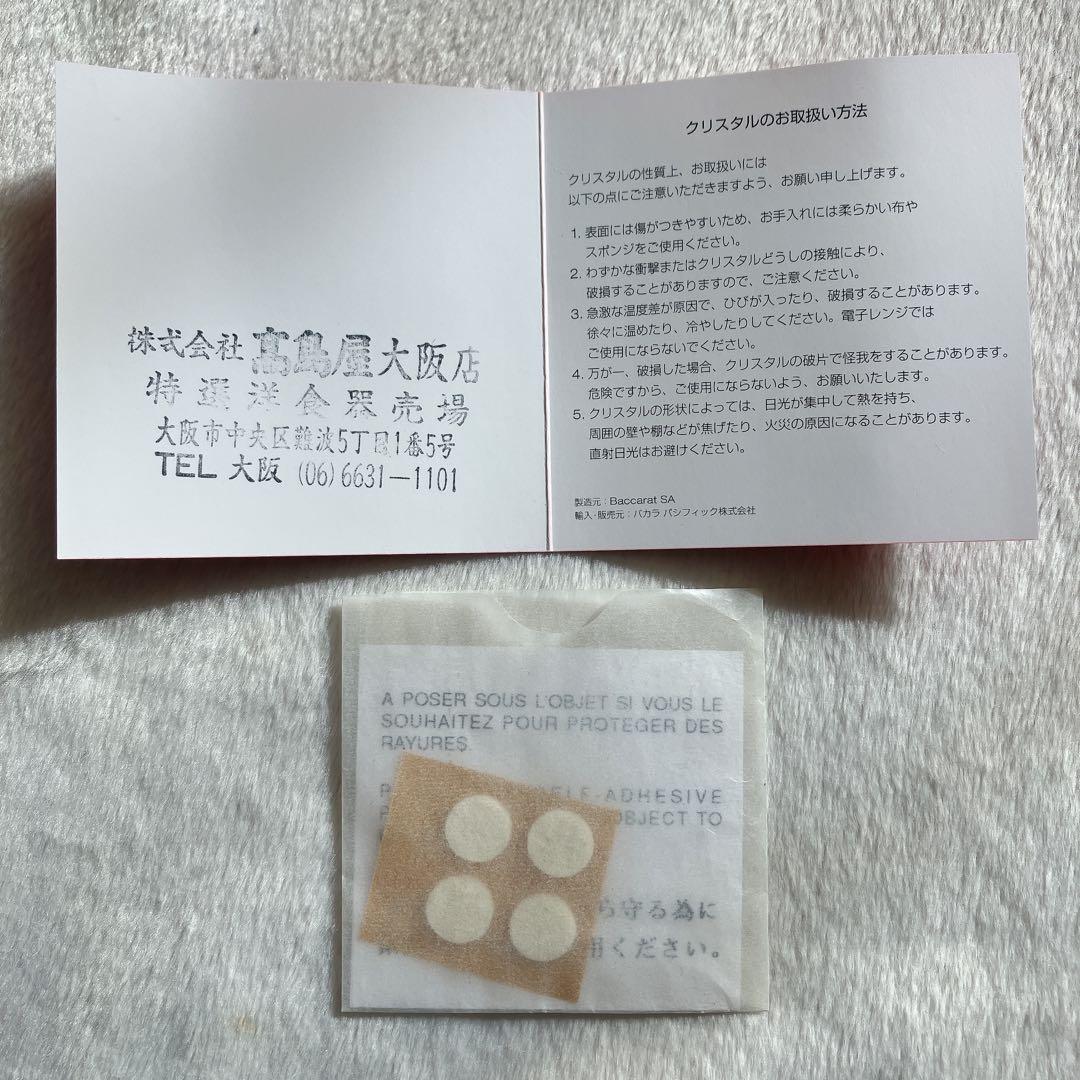 株式会社 髙島屋大阪店
特選洋食器売場
大阪市中央区難波5丁目1番5号
TEL 大阪 (06)6631-1101
クリスタルのお取扱い方法
クリスタルの性質上、お取扱いには
以下の点にご注意いただきますよう、お願い申し上げます。
1. 表面には傷がつきやすいため、お手入れには柔らかい布や
スポンジをご使用ください。
2. わずかな衝撃またはクリスタルどうしの接触により、
破損することがありますので、ご注意ください。
3. 急激な温度差が原因で、ひびが入ったり、破損することがあります。
徐々に温めたり、冷やしたりしてください。電子レンジでは
ご使用にならないでください。
4. 万が一、破損した場合、クリスタルの破片で怪我をすることがあります。
危険ですから、ご使用にならないよう、お願いいたします。
5. クリスタルの形状によっては、日光が集中して熱を持ち、
周囲の壁や棚などが焦げたり、火災の原因になることがあります。
直射日光はお避けください。
製造元：Baccarat SA
輸入・販売元：バカラ パシフィック株式会社
A POSER SOUS L'OBJET SI VOUS LE
SOUHAITEZ POUR PROTEGER DES
RAYURES.
SELF-ADHESIVE
OBJECT TO
ら守る為に
用ください。